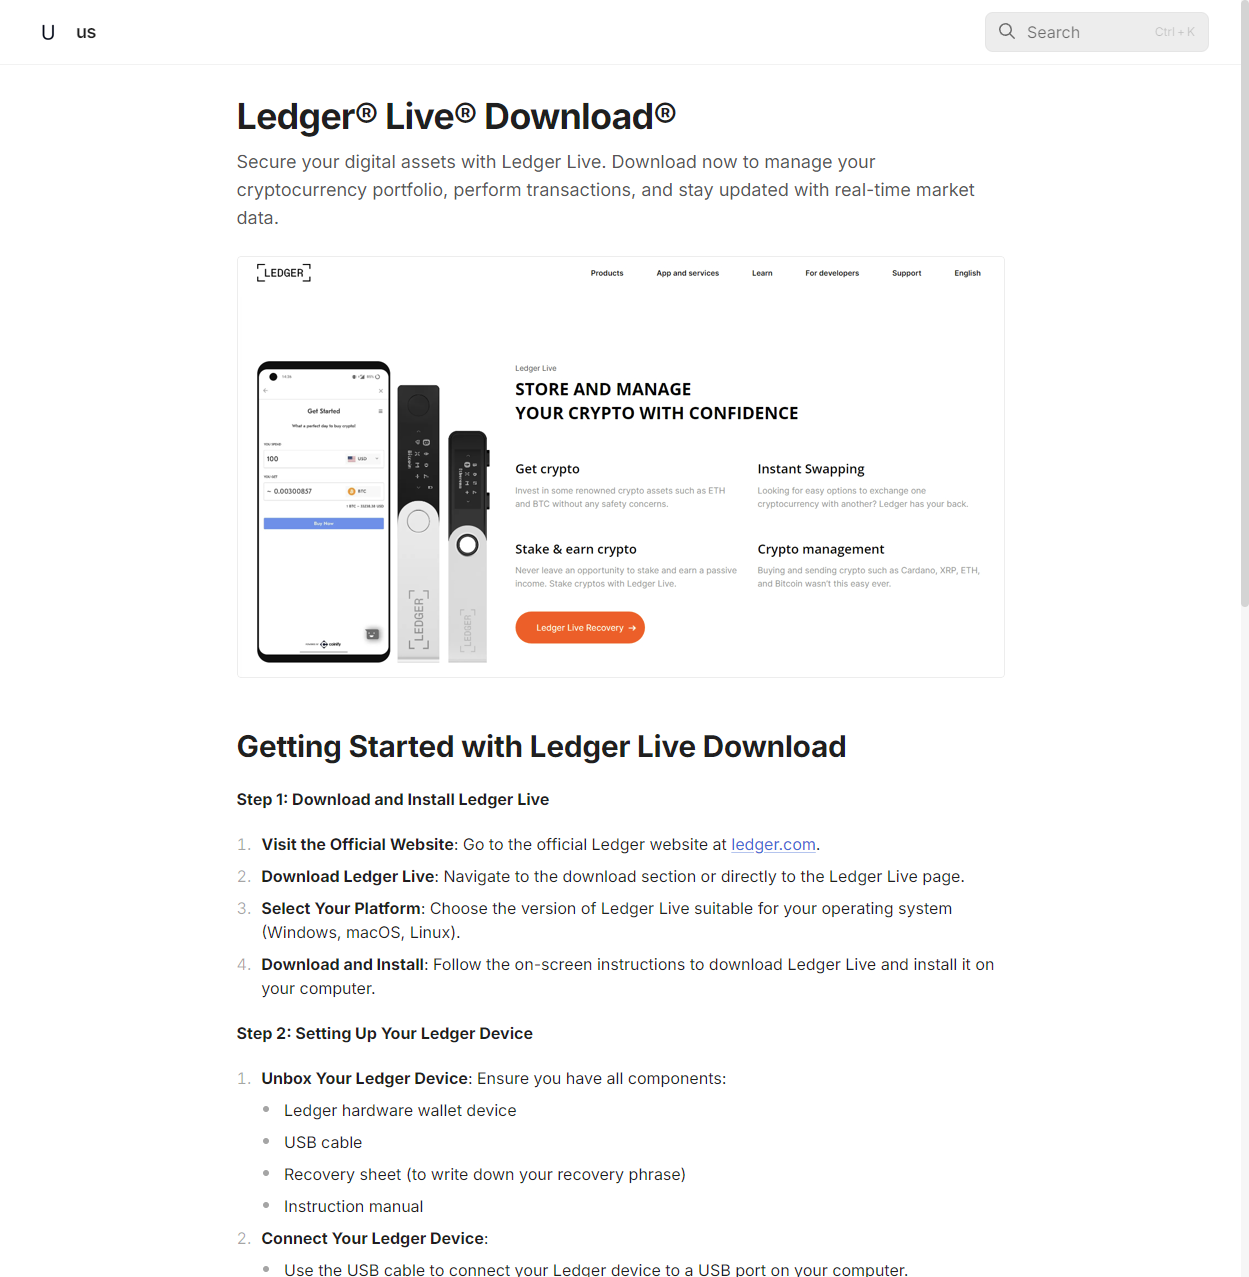 U us
Search Ctrl + K
Ledger® Live® Download®
Secure your digital assets with Ledger Live. Download now to manage your
cryptocurrency portfolio, perform transactions, and stay updated with real-time market
data.
LEDGER
Products App and services Learn For developers Support English
Get Started
What a perfect day to buy crypto!
100 USD
~ 0.00300857 BTC
Buy Now
LEDGER
LEDGER
Ledger Live
STORE AND MANAGE
YOUR CRYPTO WITH CONFIDENCE
Get crypto
Invest in some renowned crypto assets such as ETH
and BTC without any safety concerns.
Instant Swapping
Looking for easy options to exchange one
cryptocurrency with another? Ledger has your back.
Stake & earn crypto
Never leave an opportunity to stake and earn a passive
income. Stake cryptos with Ledger Live.
Crypto management
Buying and sending crypto such as Cardano, XRP, ETH,
and Bitcoin wasn't this easy ever.
Ledger Live Recovery →
Getting Started with Ledger Live Download
Step 1: Download and Install Ledger Live
1. Visit the Official Website: Go to the official Ledger website at ledger.com.
2. Download Ledger Live: Navigate to the download section or directly to the Ledger Live page.
3. Select Your Platform: Choose the version of Ledger Live suitable for your operating system
(Windows, macOS, Linux).
4. Download and Install: Follow the on-screen instructions to download Ledger Live and install it on
your computer.
Step 2: Setting Up Your Ledger Device
1. Unbox Your Ledger Device: Ensure you have all components:
• Ledger hardware wallet device
• USB cable
• Recovery sheet (to write down your recovery phrase)
• Instruction manual
2. Connect Your Ledger Device:
• Use the USB cable to connect your Ledger device to a USB port on your computer.